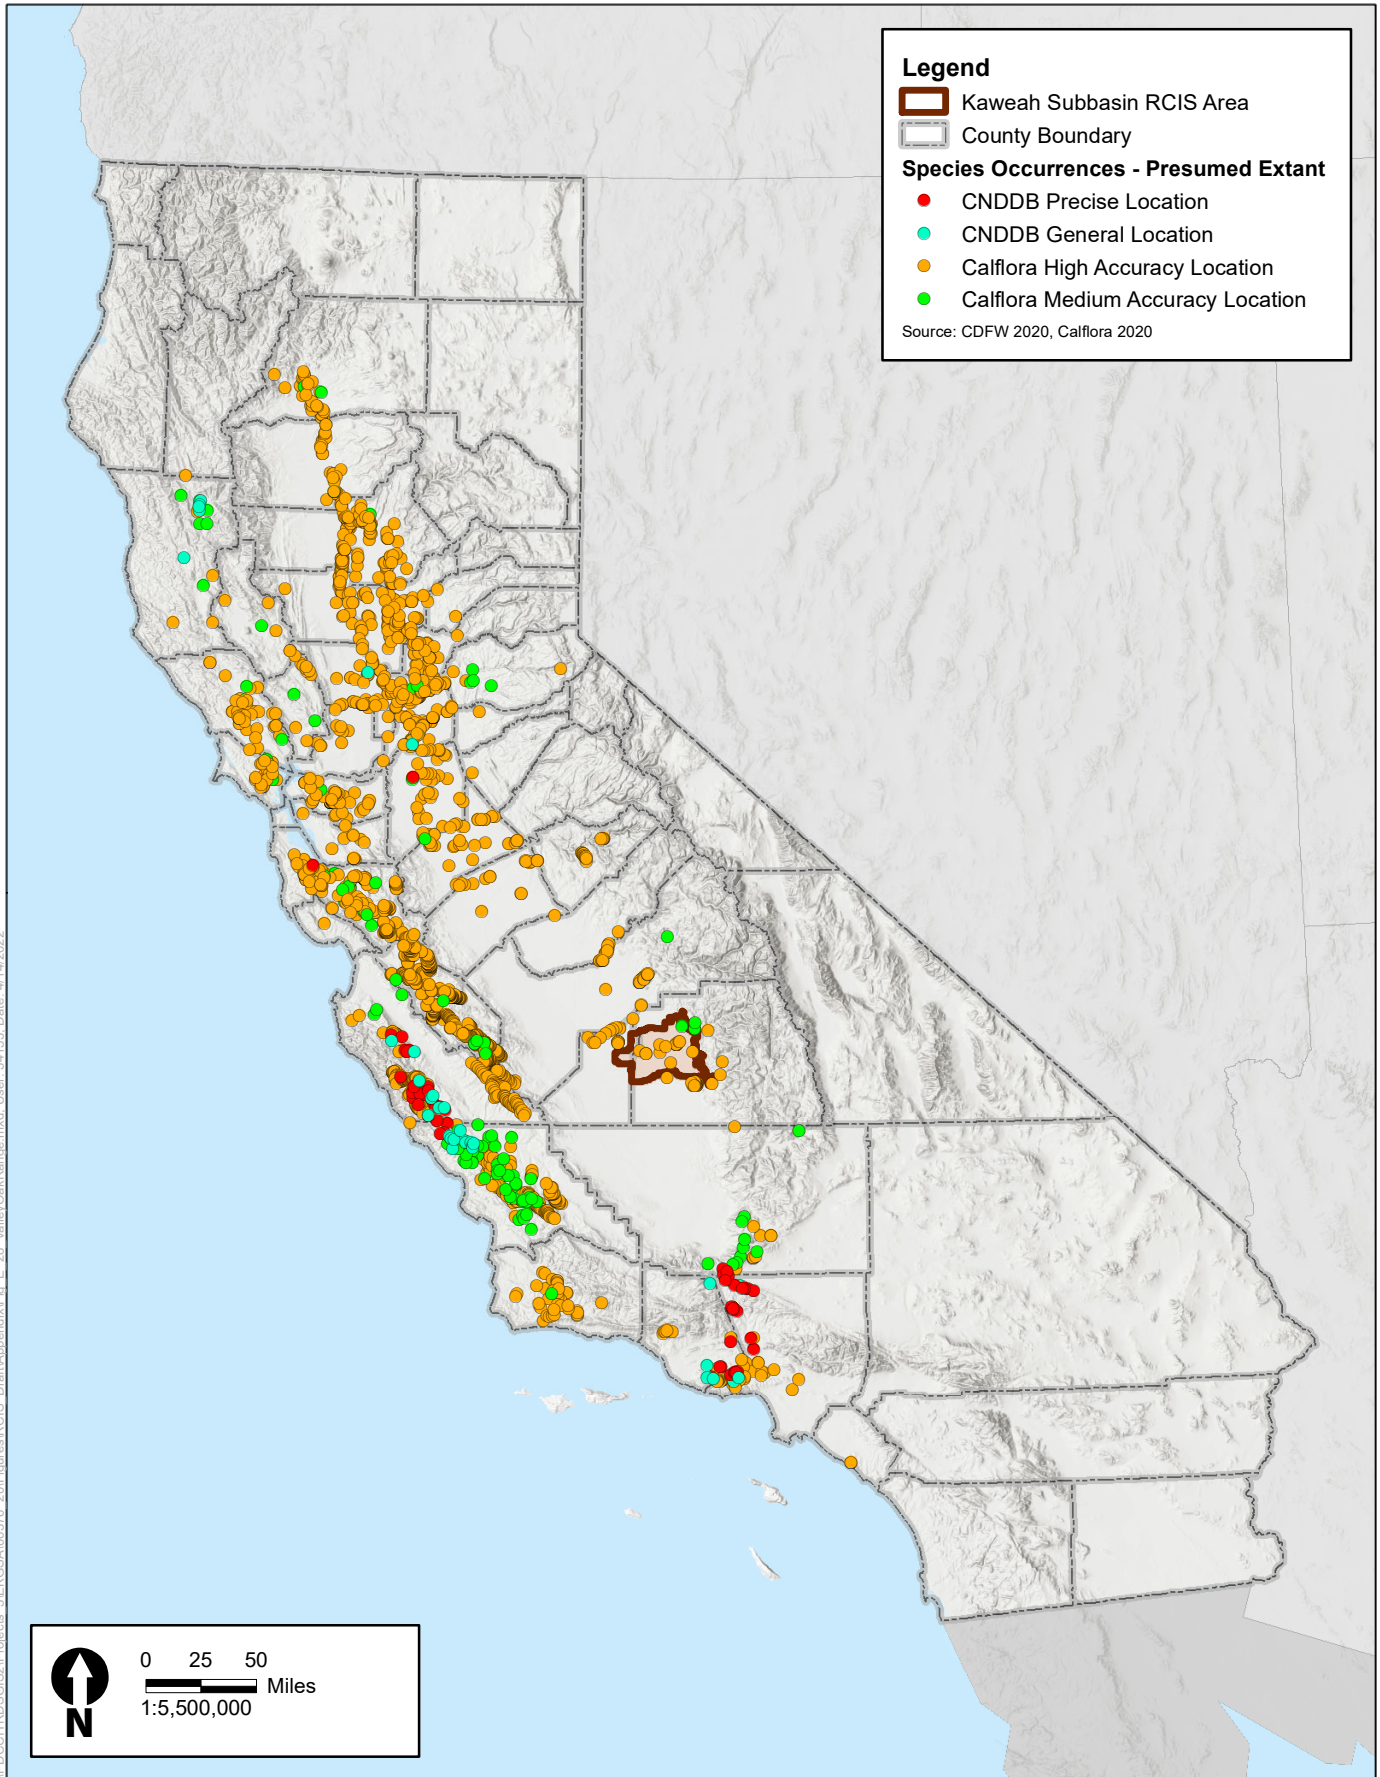 Legend
Kaweah Subbasin RCIS Area
County Boundary
Species Occurrences - Presumed Extant
CNDDB Precise Location
CNDDB General Location
Calflora High Accuracy Location
Calflora Medium Accuracy Location
Source: CDFW 2020, Calflora 2020
0 25 50
Miles
1:5,500,000
N